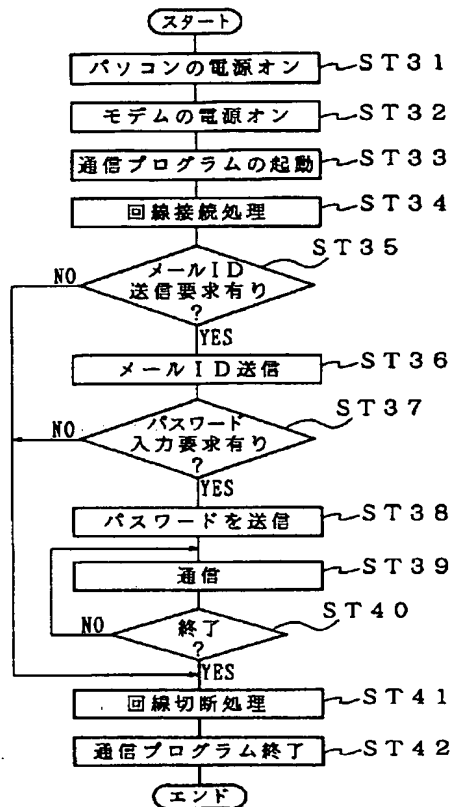 スタート
パソコンの電源オン ST31
モデムの電源オン ST32
通信プログラムの起動 ST33
回線接続処理 ST34
ST35
NO メールID
送信要求有り
?
YES
メールID送信 ST36
ST37
パスワード
NO 入力要求有り
?
YES
パスワードを送信 ST38
通信 ST39
ST40
NO 終了
?
YES
回線切断処理 ST41
通信プログラム終了 ST42
エンド